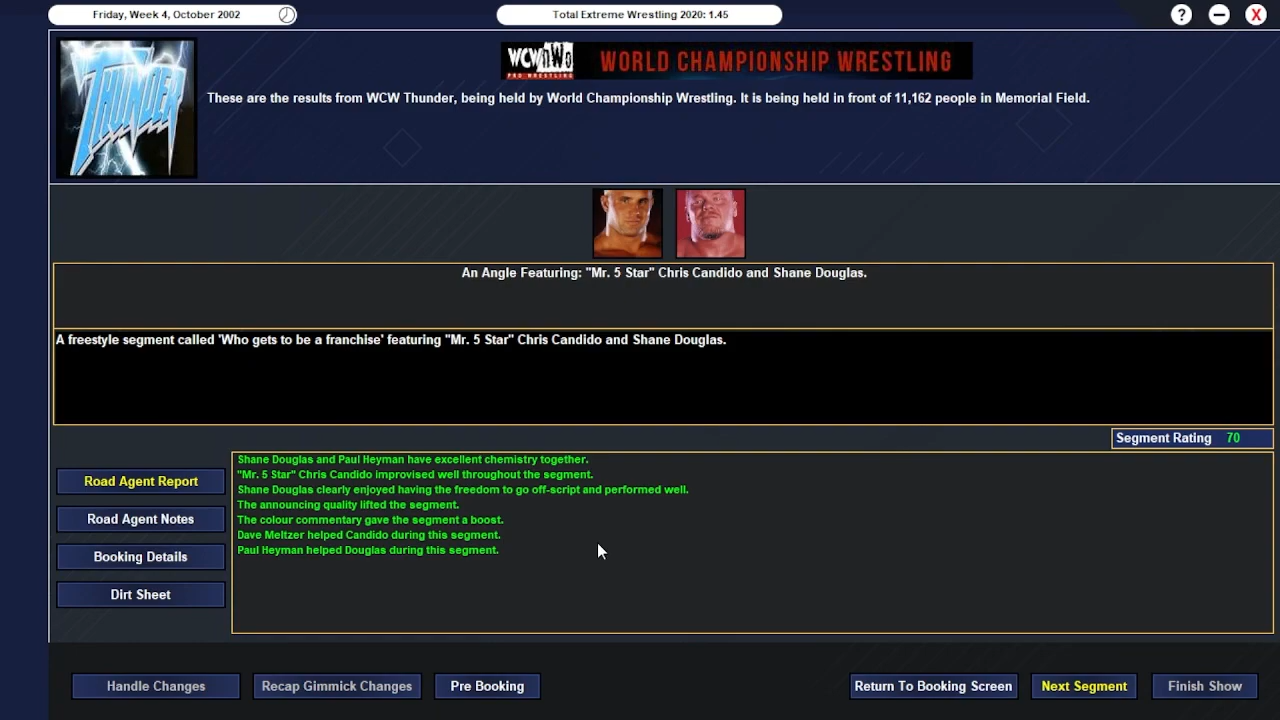 Friday, Week 4, October 2002
Total Extreme Wrestling 2020: 1.45
?
X
THUNDER
WCW nWo
PRO WRESTLING
WORLD CHAMPIONSHIP WRESTLING
These are the results from WCW Thunder, being held by World Championship Wrestling. It is being held in front of 11,162 people in Memorial Field.
An Angle Featuring: "Mr. 5 Star" Chris Candido and Shane Douglas.
A freestyle segment called 'Who gets to be a franchise' featuring "Mr. 5 Star" Chris Candido and Shane Douglas.
Segment Rating 70
Road Agent Report
Road Agent Notes
Booking Details
Dirt Sheet
Shane Douglas and Paul Heyman have excellent chemistry together.
"Mr. 5 Star" Chris Candido improvised well throughout the segment.
Shane Douglas clearly enjoyed having the freedom to go off-script and performed well.
The announcing quality lifted the segment.
The colour commentary gave the segment a boost.
Dave Meltzer helped Candido during this segment.
Paul Heyman helped Douglas during this segment.
Handle Changes
Recap Gimmick Changes
Pre Booking
Return To Booking Screen
Next Segment
Finish Show